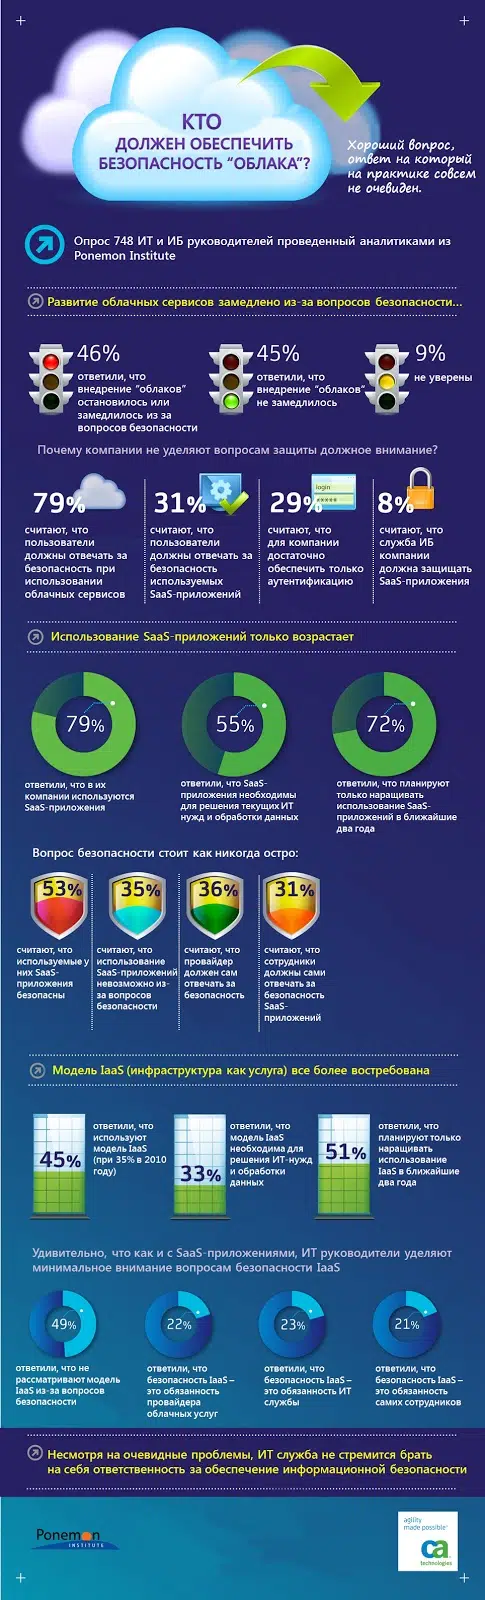 КТО
ДОЛЖЕН ОБЕСПЕЧИТЬ
БЕЗОПАСНОСТЬ “ОБЛАКА”?
Хороший вопрос,
ответ на который
на практике совсем
не очевиден.
Опрос 748 ИТ и ИБ руководителей проведенный аналитиками из
Ponemon Institute
Развитие облачных сервисов замедлено из-за вопросов безопасности...
46%
ответили, что
внедрение “облаков”
остановилось или
замедлилось из за
вопросов безопасности
45%
ответили, что
внедрение “облаков”
не замедлилось
9%
не уверены
Почему компании не уделяют вопросам защиты должное внимание?
79%
считают, что
пользователи
должны отвечать за
безопасность при
использовании
облачных сервисов
31%
считают, что
пользователи
должны отвечать за
безопасность
используемых
SaaS-приложений
login
*****
29%
считают, что
для компании
достаточно
обеспечить только
аутентификацию
8%
считают, что
служба ИБ
компании
должна защищать
SaaS-приложения
Использование SaaS-приложений только возрастает
79%
ответили, что в их
компании используются
SaaS-приложения
55%
ответили, что SaaS-
приложения необходимы
для решения текущих ИТ
нужд и обработки данных
72%
ответили, что планируют
только наращивать
использование SaaS-
приложений в ближайшие
два года
Вопрос безопасности стоит как никогда остро:
53%
считают, что
используемые у
них SaaS-
приложения
безопасны
35%
считают, что
использование
SaaS-приложений
невозможно из-
за вопросов
безопасности
36%
считают, что
провайдер
должен сам
отвечать за
безопасность
31%
считают, что
сотрудники
должны сами
отвечать за
безопасность
SaaS-
приложений
Модель IaaS (инфраструктура как услуга) все более востребована
45%
ответили, что
используют
модель IaaS
(при 35% в 2010
году)
33%
ответили, что
модель IaaS
необходима для
решения ИТ-нужд
и обработки
данных
51%
ответили, что
планируют только
наращивать
использование
IaaS в ближайшие
два года
Удивительно, что как и с SaaS-приложениями, ИТ руководители уделяют
минимальное внимание вопросам безопасности IaaS
49%
ответили, что не
рассматривают модель
IaaS из-за вопросов
безопасности
22%
ответили, что
безопасность IaaS –
это обязанность
провайдера
облачных услуг
23%
ответили, что
безопасность IaaS –
это обязанность ИТ
службы
21%
ответили, что
безопасность IaaS –
это обязанность
самих сотрудников
Несмотря на очевидные проблемы, ИТ служба не стремится брать
на себя ответственность за обеспечение информационной безопасности
Ponemon
INSTITUTE
agility
made possible™
ca
technologies